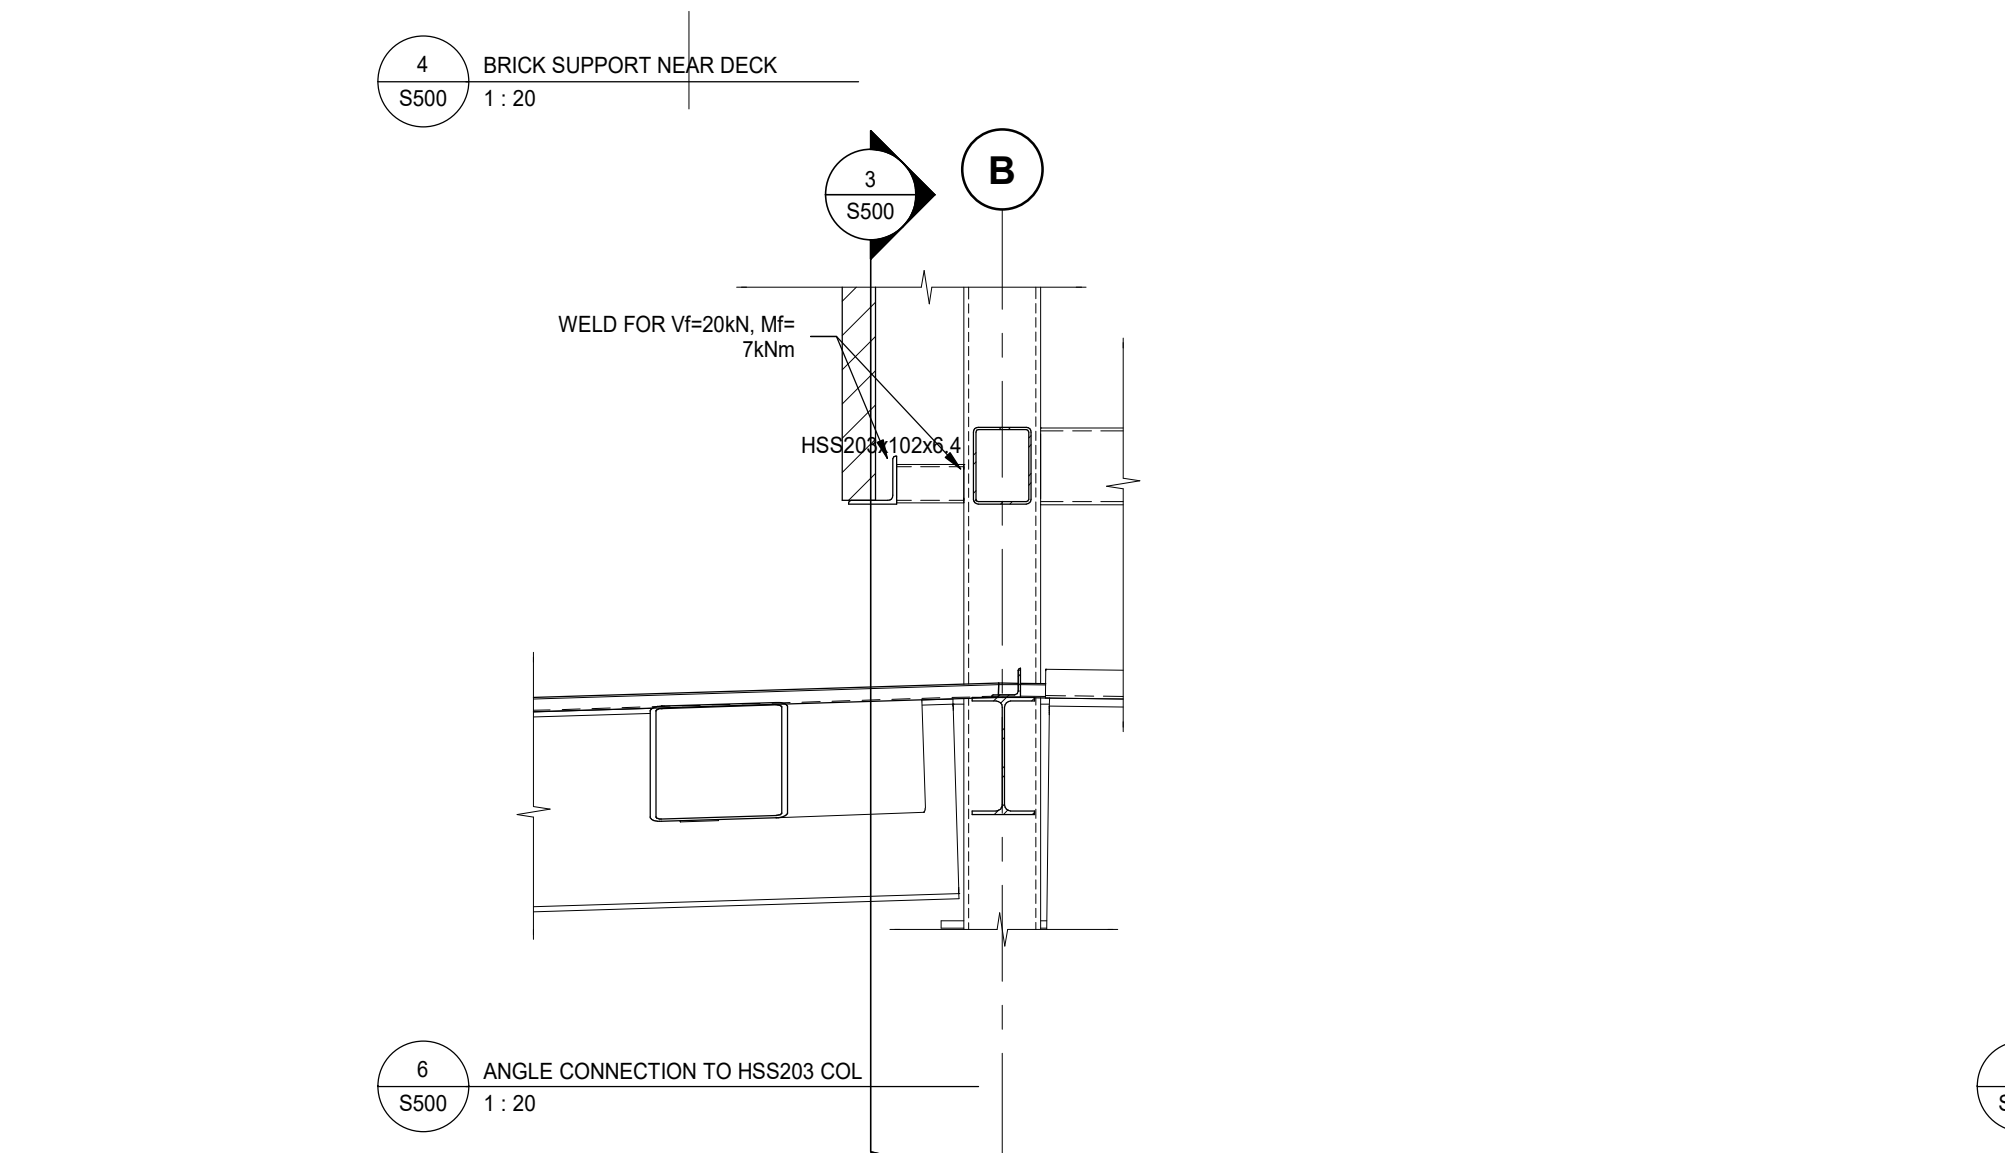 4
BRICK SUPPORT NEAR DECK
S500
1 : 20
3
S500
B
WELD FOR Vf=20kN, Mf=
7kNm
HSS203x102x6.4
6
ANGLE CONNECTION TO HSS203 COL
S500
1 : 20